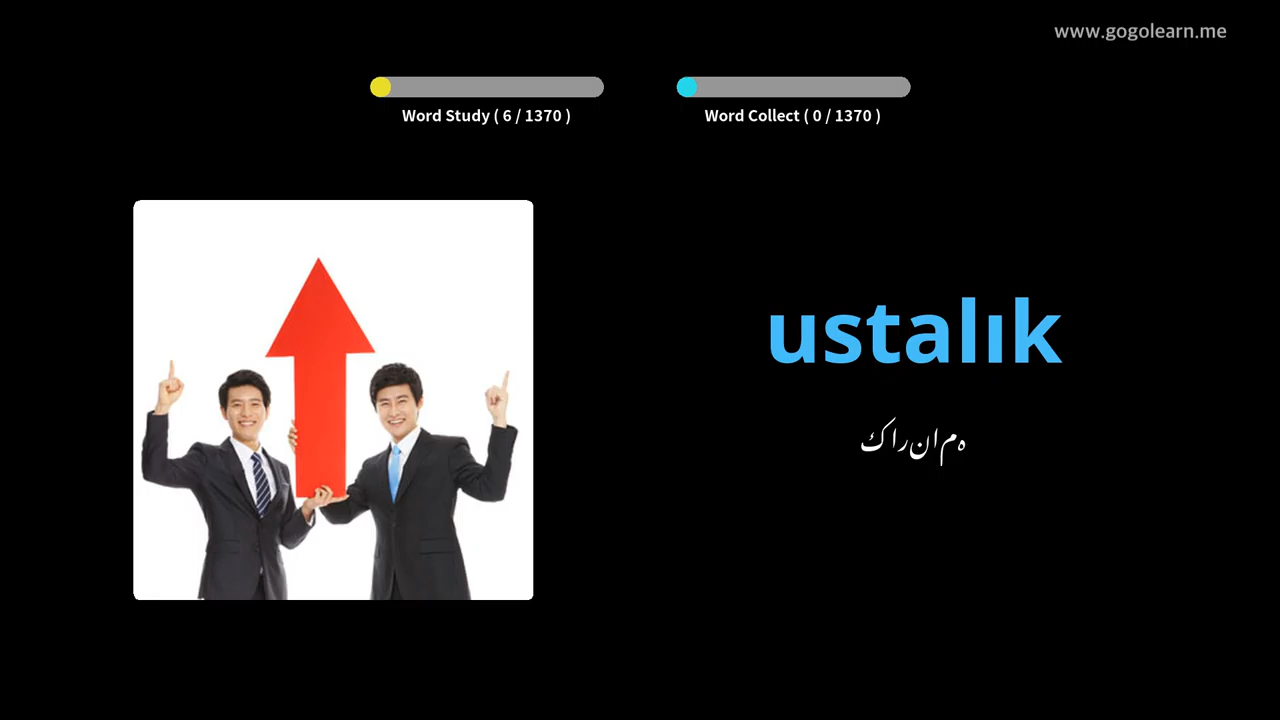 www.gogolearn.me
Word Study ( 6 / 1370 )
Word Collect ( 0 / 1370 )
ustalık
کارنامہ